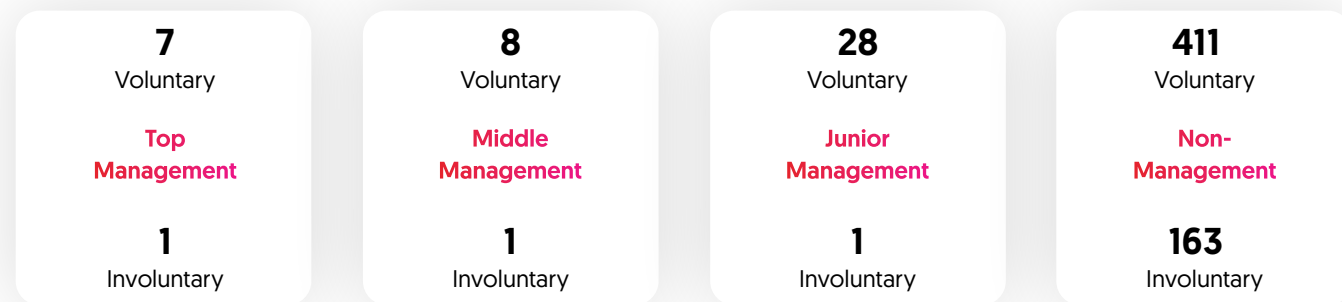 7
Voluntary
Top
Management
1
Involuntary
8
Voluntary
Middle
Management
1
Involuntary
28
Voluntary
Junior
Management
1
Involuntary
411
Voluntary
Non-
Management
163
Involuntary